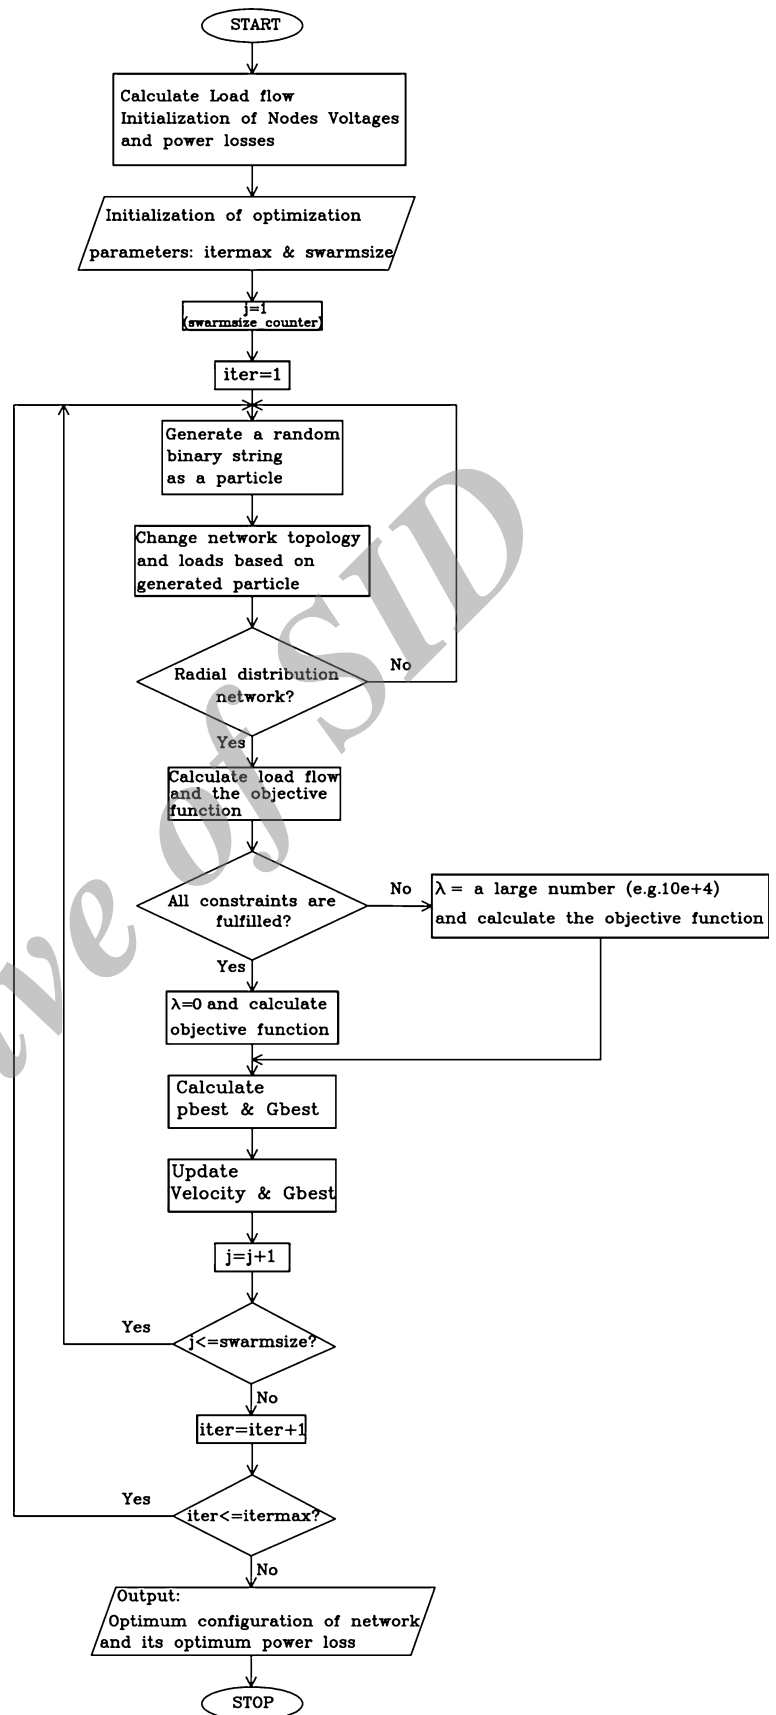 START
Calculate Load flow
Initialization of Nodes Voltages
and power losses
Initialization of optimization
parameters: itermax & swarmsize
j=1
(swarmsize_counter)
iter=1
Generate a random
binary string
as a particle
Change network topology
and loads based on
generated particle
Radial distribution
network?
No
Yes
Calculate load flow
and the objective
function
All constraints are
fulfilled?
No
λ = a large number (e.g.10e+4)
and calculate the objective function
Yes
λ=0 and calculate
objective function
Calculate
pbest & Gbest
Update
Velocity & Gbest
j=j+1
j<=swarmsize?
Yes
No
iter=iter+1
iter<=itermax?
Yes
No
Output:
Optimum configuration of network
and its optimum power loss
STOP
ive of SID